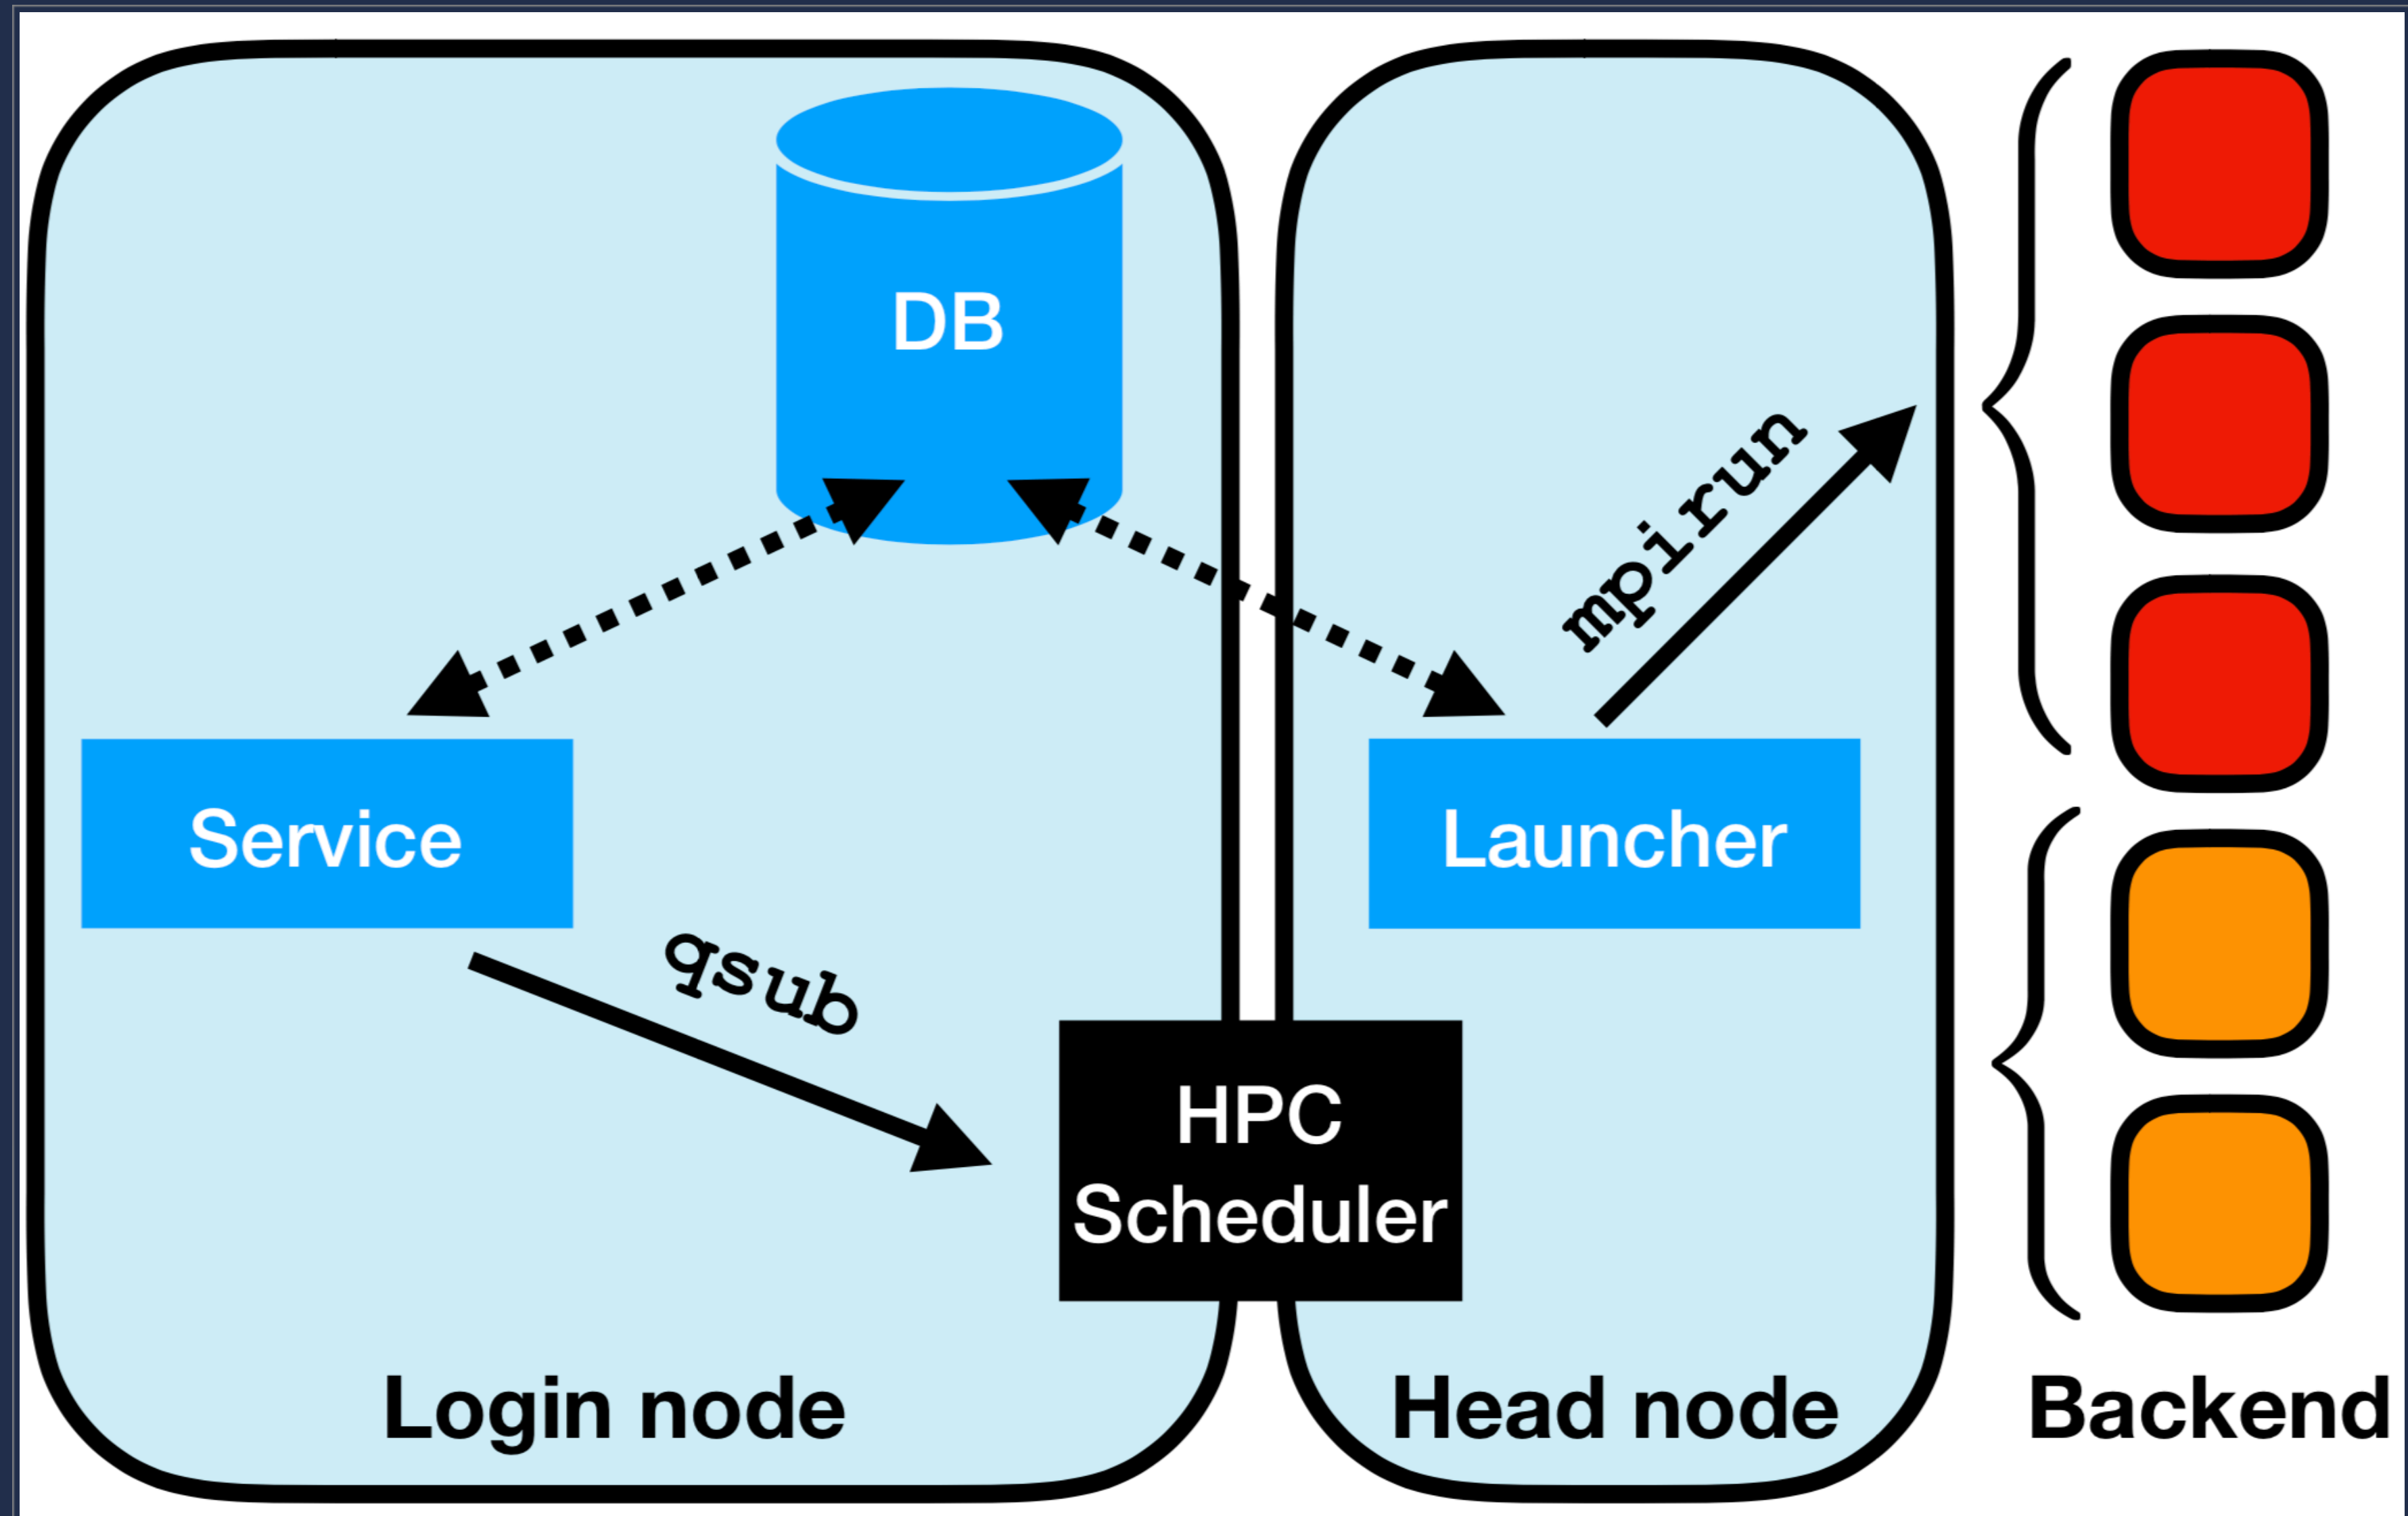 DB
mpirun
Service
Launcher
qsub
HPC
Scheduler
Login node
Head node
Backend